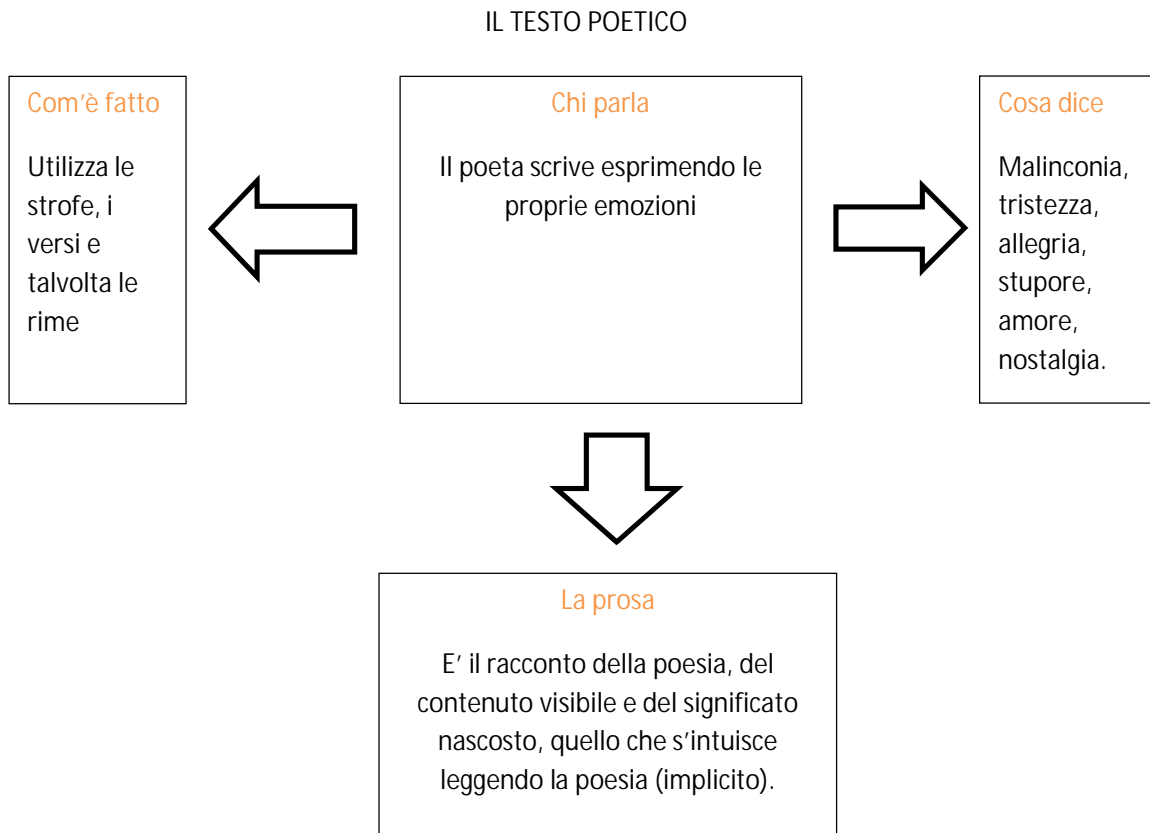 IL TESTO POETICO
Com'è fatto
Utilizza le
strofe, i
versi e
talvolta le
rime
Chi parla
Il poeta scrive esprimendo le
proprie emozioni
Cosa dice
Malinconia,
tristezza,
allegria,
stupore,
amore,
nostalgia.
La prosa
E' il racconto della poesia, del
contenuto visibile e del significato
nascosto, quello che s'intuisce
leggendo la poesia (implicito).